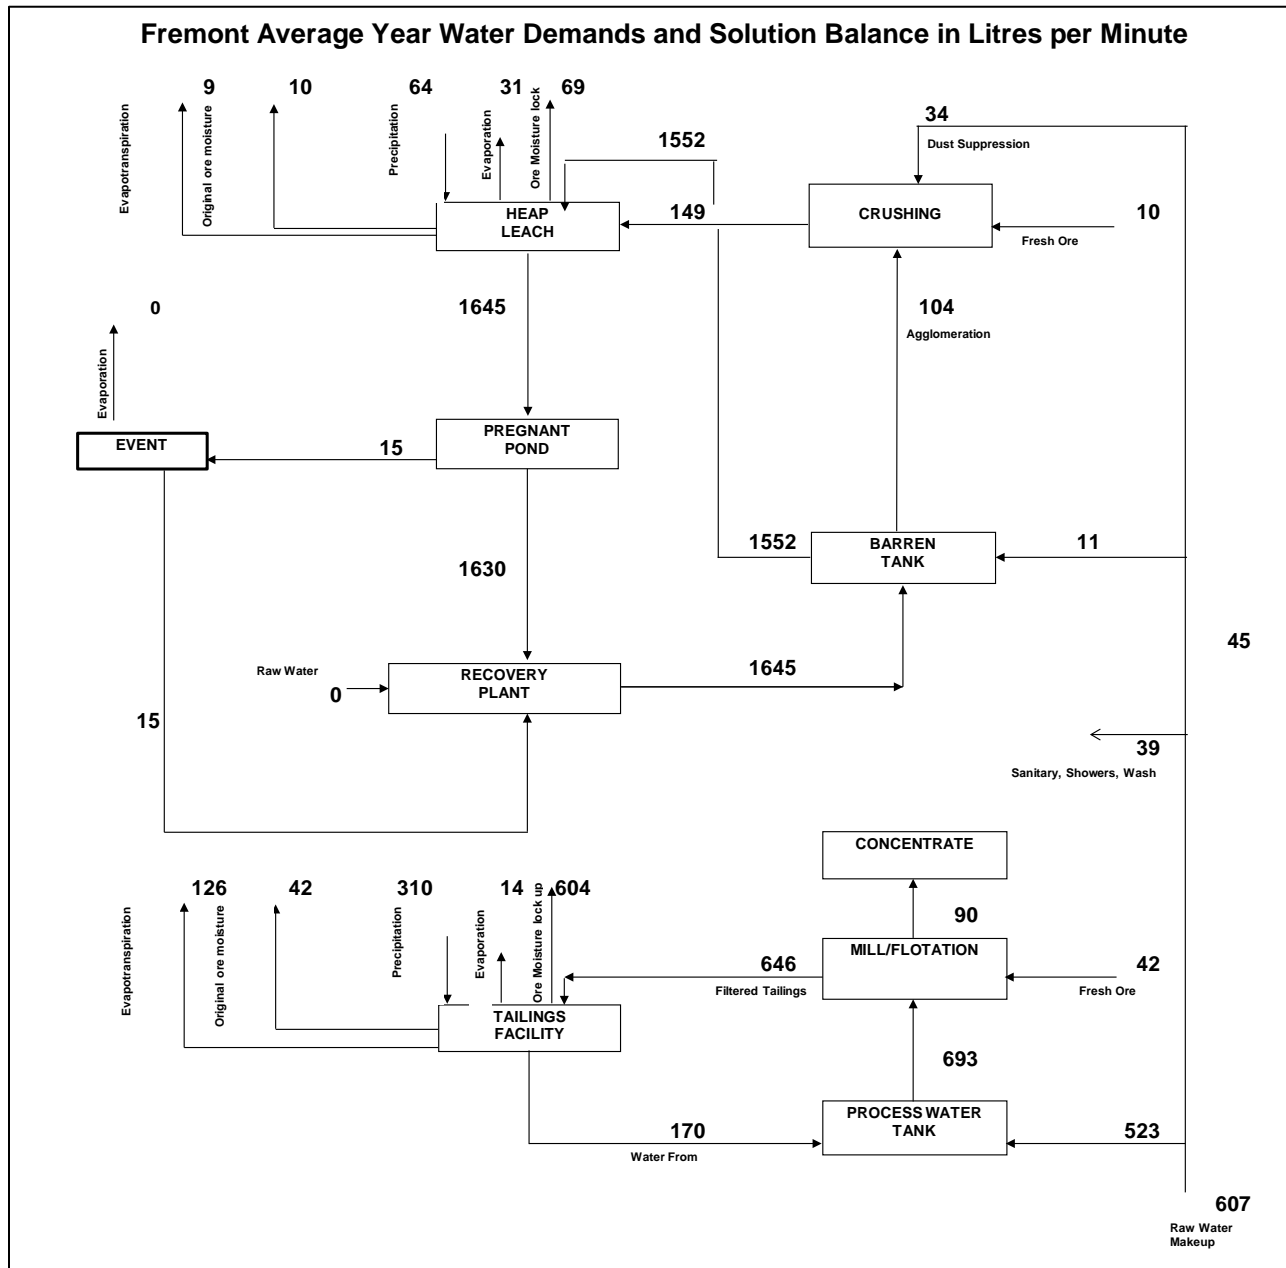 Fremont Average Year Water Demands and Solution Balance in Litres per Minute
9
10
64
31
69
Evapotranspiration
Original ore moisture
Precipitation
Evaporation
Ore Moisture lock
1552
34
Dust Suppression
HEAP
LEACH
149
CRUSHING
10
Fresh Ore
0
Evaporation
1645
104
Agglomeration
EVENT
15
PREGNANT
POND
1552
BARREN
TANK
11
1630
45
Raw Water
0
RECOVERY
PLANT
1645
15
39
Sanitary, Showers, Wash
CONCENTRATE
126
42
310
14
604
Evapotranspiration
Original ore moisture
Precipitation
Evaporation
Ore Moisture lock up
90
646
Filtered Tailings
MILL/FLOTATION
42
Fresh Ore
TAILINGS
FACILITY
693
170
Water From
PROCESS WATER
TANK
523
607
Raw Water
Makeup